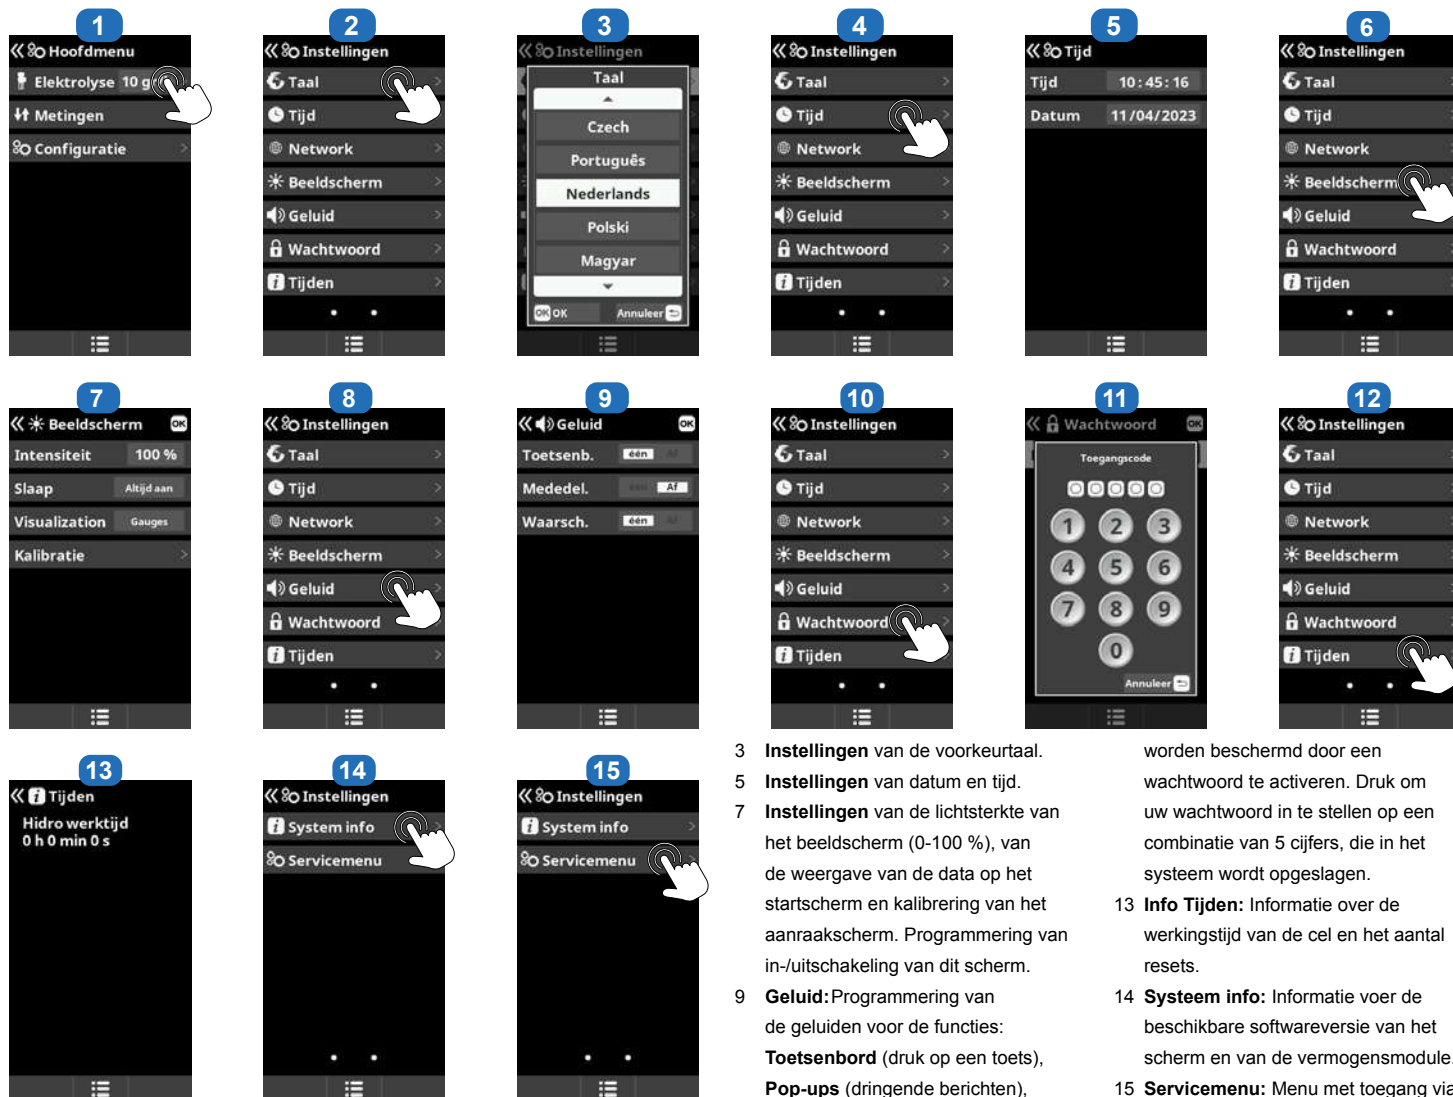 1
Hoofdmenu
Elektrolyse 10 g
Metingen
Configuratie
2
Instellingen
Taal
Tijd
Network
Beeldscherm
Geluid
Wachtwoord
Tijden
3
Instellingen
Taal
Czech
Português
Nederlands
Polski
Magyar
OK OK Annuleer
4
Instellingen
Taal
Tijd
Network
Beeldscherm
Geluid
Wachtwoord
Tijden
5
Tijd
Tijd 10:45:16
Datum 11/04/2023
6
Instellingen
Taal
Tijd
Network
Beeldscherm
Geluid
Wachtwoord
Tijden
7
Beeldscherm OK
Intensiteit 100 %
Slaap Altijd aan
Visualization Gauges
Kalibratie
8
Instellingen
Taal
Tijd
Network
Beeldscherm
Geluid
Wachtwoord
Tijden
9
Geluid OK
Toetsenb. één Af
Mededel. één Af
Waarsch. één Af
10
Instellingen
Taal
Tijd
Network
Beeldscherm
Geluid
Wachtwoord
Tijden
11
Wachtwoord OK
Toegangscode
1 2 3
4 5 6
7 8 9
0
Annuleer
12
Instellingen
Taal
Tijd
Network
Beeldscherm
Geluid
Wachtwoord
Tijden
13
Tijden
Hidro werktijd
0 h 0 min 0 s
14
Instellingen
System info
Servicemenu
15
Instellingen
System info
Servicemenu
3 Instellingen van de voorkeurtaal.
5 Instellingen van datum en tijd.
7 Instellingen van de lichtsterkte van
het beeldscherm (0-100 %), van
de weergave van de data op het
startscherm en kalibrering van het
aanraakscherm. Programmering van
in-/uitschakeling van dit scherm.
9 Geluid:Programmering van
de geluiden voor de functies:
Toetsenbord (druk op een toets),
Pop-ups (dringende berichten),
worden beschermd door een
wachtwoord te activeren. Druk om
uw wachtwoord in te stellen op een
combinatie van 5 cijfers, die in het
systeem wordt opgeslagen.
13 Info Tijden: Informatie over de
werkingstijd van de cel en het aantal
resets.
14 Systeem info: Informatie voer de
beschikbare softwareversie van het
scherm en van de vermogensmodule.
15 Servicemenu: Menu met toegang via